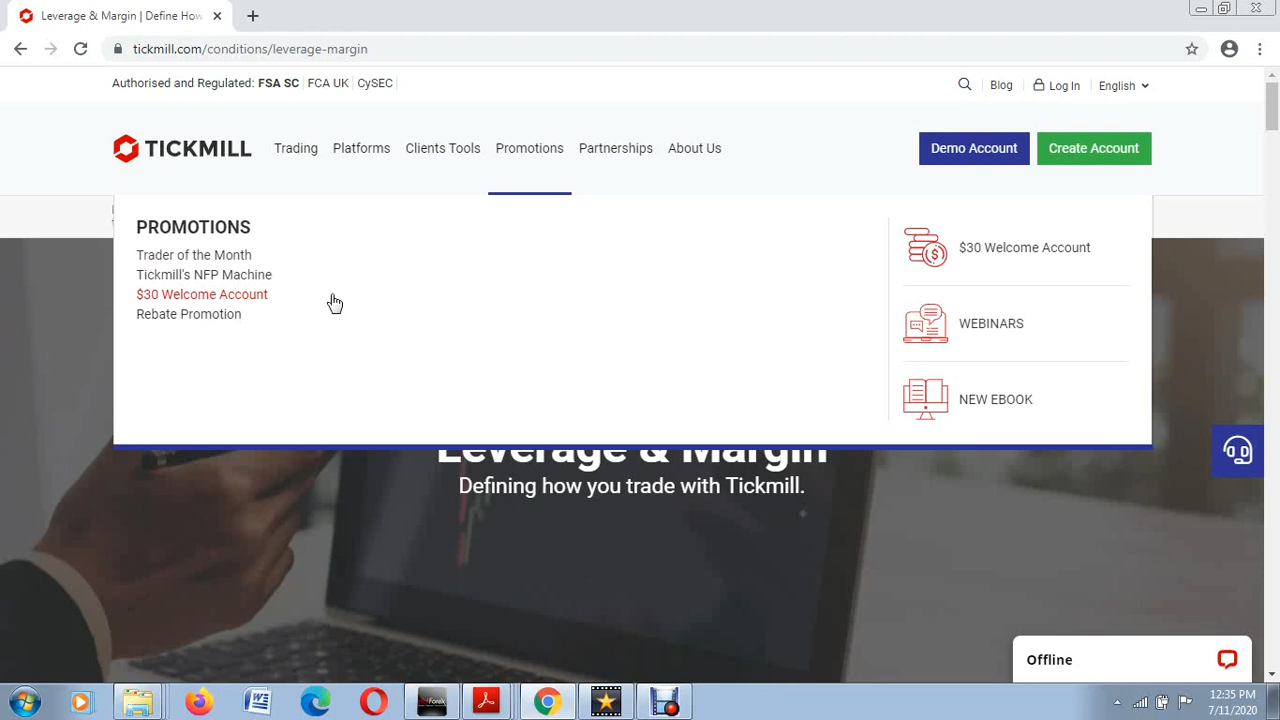 Leverage & Margin | Define How
tickmill.com/conditions/leverage-margin
Authorised and Regulated: FSA SC FCA UK CySEC
Blog Log In English
TICKMILL Trading Platforms Clients Tools Promotions Partnerships About Us Demo Account Create Account
PROMOTIONS
Trader of the Month
Tickmill's NFP Machine
$30 Welcome Account
Rebate Promotion
$30 Welcome Account
WEBINARS
NEW EBOOK
Leverage & Margin
Defining how you trade with Tickmill.
Offline
12:35 PM
7/11/2020